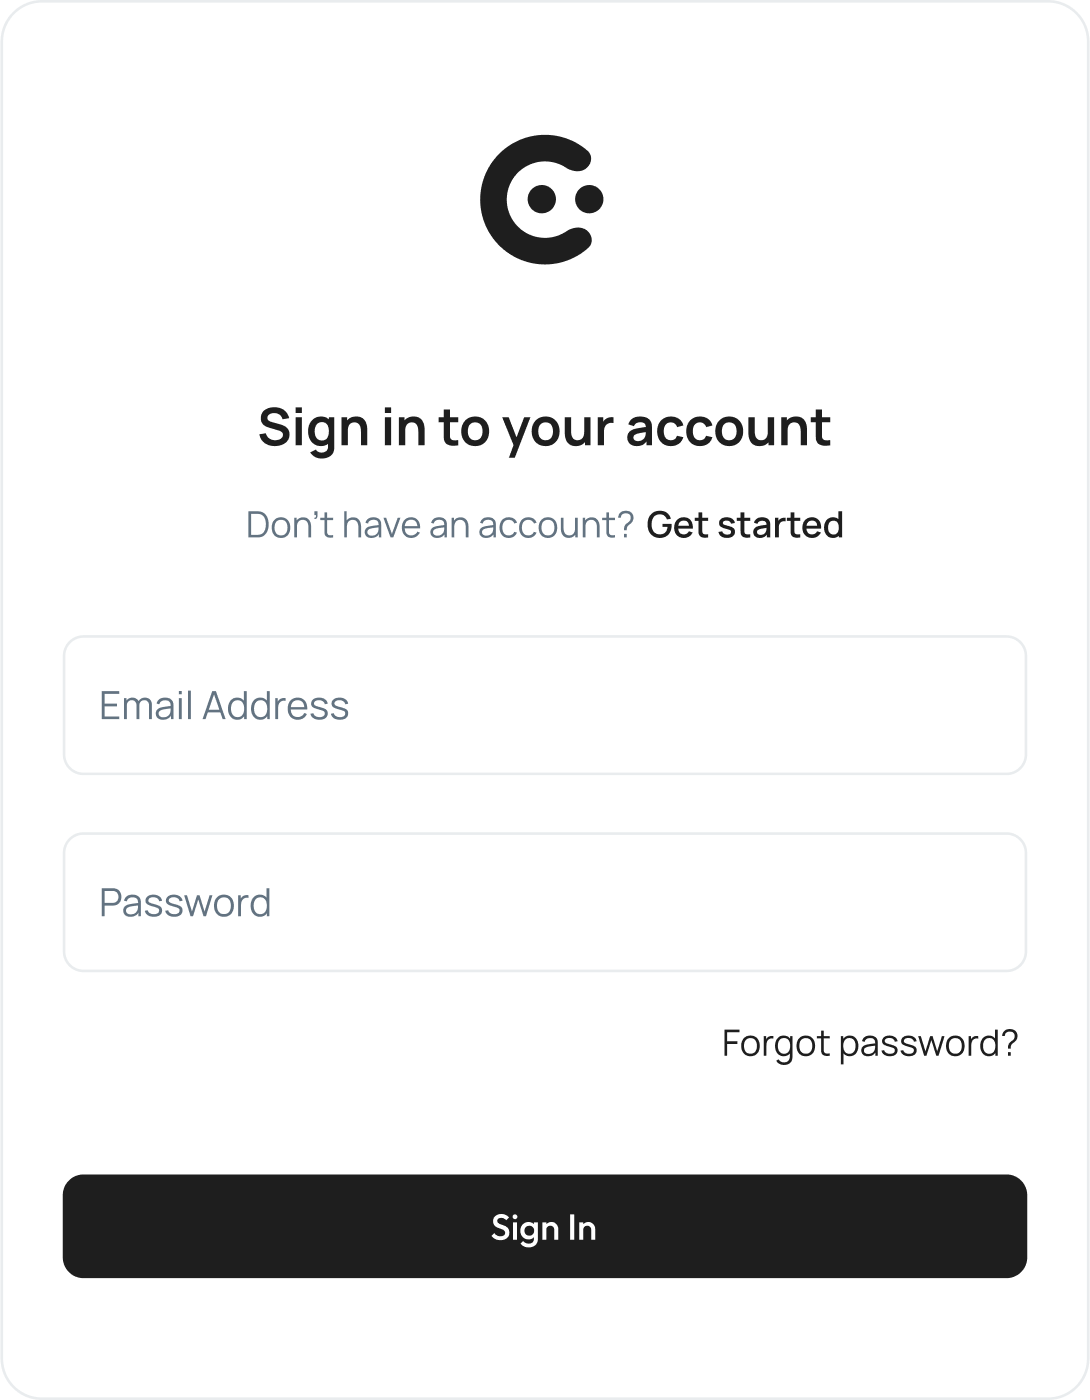 Sign in to your account
Don’t have an account? Get started
Email Address
Password
Forgot password?
Sign In